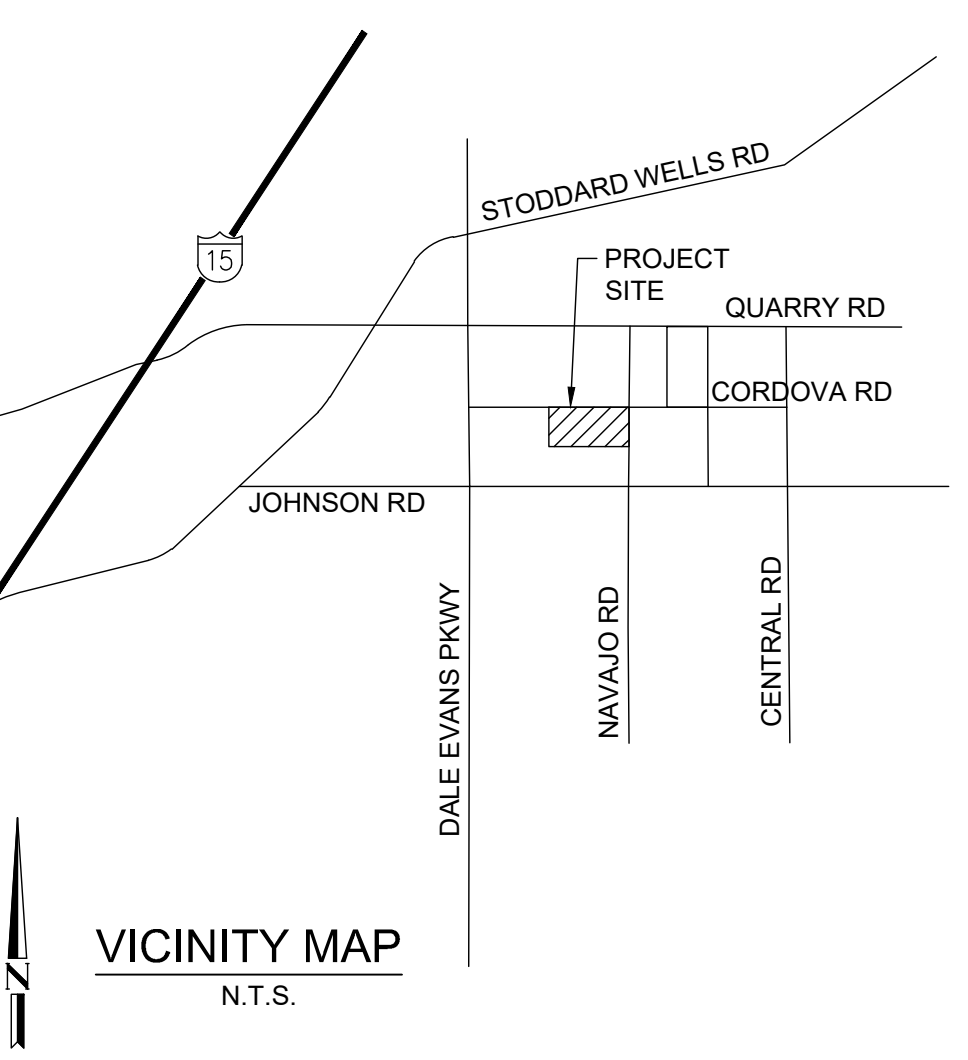 STODDARD WELLS RD
15
PROJECT
SITE
QUARRY RD
CORDOVA RD
JOHNSON RD
DALE EVANS PKWY
NAVAJO RD
CENTRAL RD
N
VICINITY MAP
N.T.S.